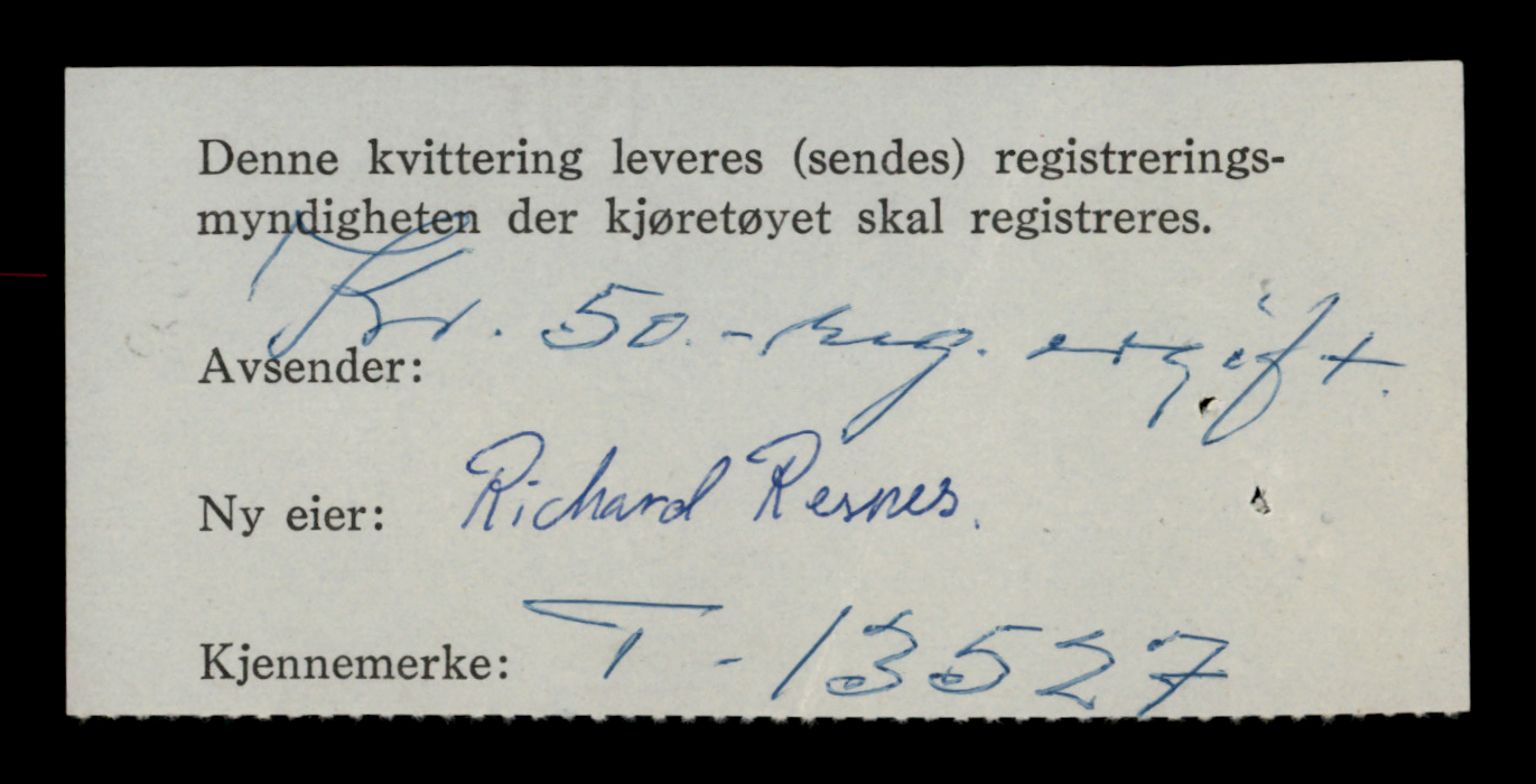 Denne kvittering leveres (sendes) registrerings-
myndigheten der kjøretøyet skal registreres.
Kr. 50.- reg. avgift.
Avsender:
Ny eier: Richard Resnes.
Kjennemerke: T - 13527